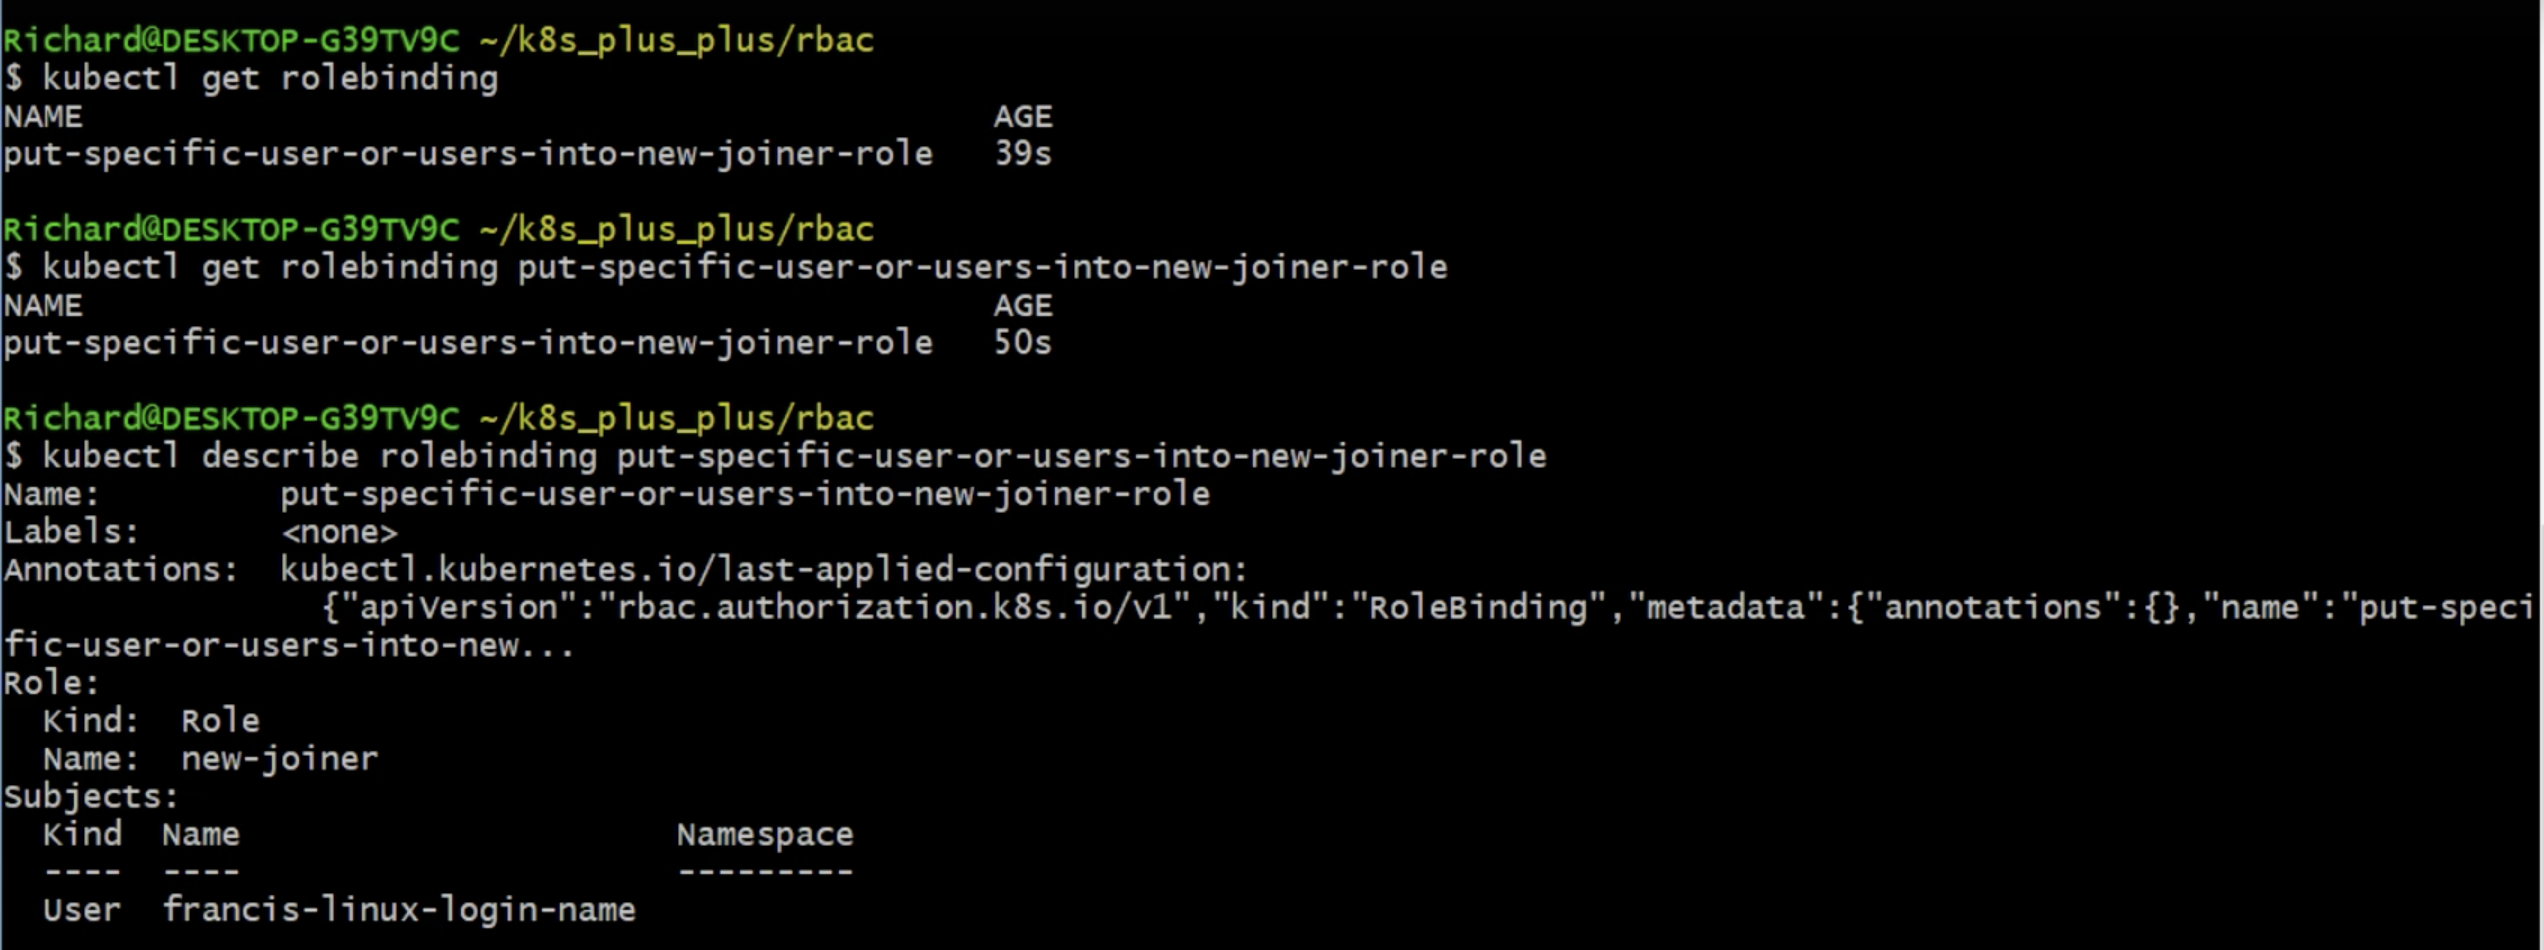 Richard@DESKTOP-G39TV9C ~/k8s_plus_plus/rbac
$ kubectl get rolebinding
NAME                                              AGE
put-specific-user-or-users-into-new-joiner-role   39s

Richard@DESKTOP-G39TV9C ~/k8s_plus_plus/rbac
$ kubectl get rolebinding put-specific-user-or-users-into-new-joiner-role
NAME                                              AGE
put-specific-user-or-users-into-new-joiner-role   50s

Richard@DESKTOP-G39TV9C ~/k8s_plus_plus/rbac
$ kubectl describe rolebinding put-specific-user-or-users-into-new-joiner-role
Name:         put-specific-user-or-users-into-new-joiner-role
Labels:       <none>
Annotations:  kubectl.kubernetes.io/last-applied-configuration:
                {"apiVersion":"rbac.authorization.k8s.io/v1","kind":"RoleBinding","metadata":{"annotations":{},"name":"put-speci
fic-user-or-users-into-new...
Role:
  Kind:  Role
  Name:  new-joiner
Subjects:
  Kind  Name                      Namespace
  ----  ----                      ---------
  User  francis-linux-login-name